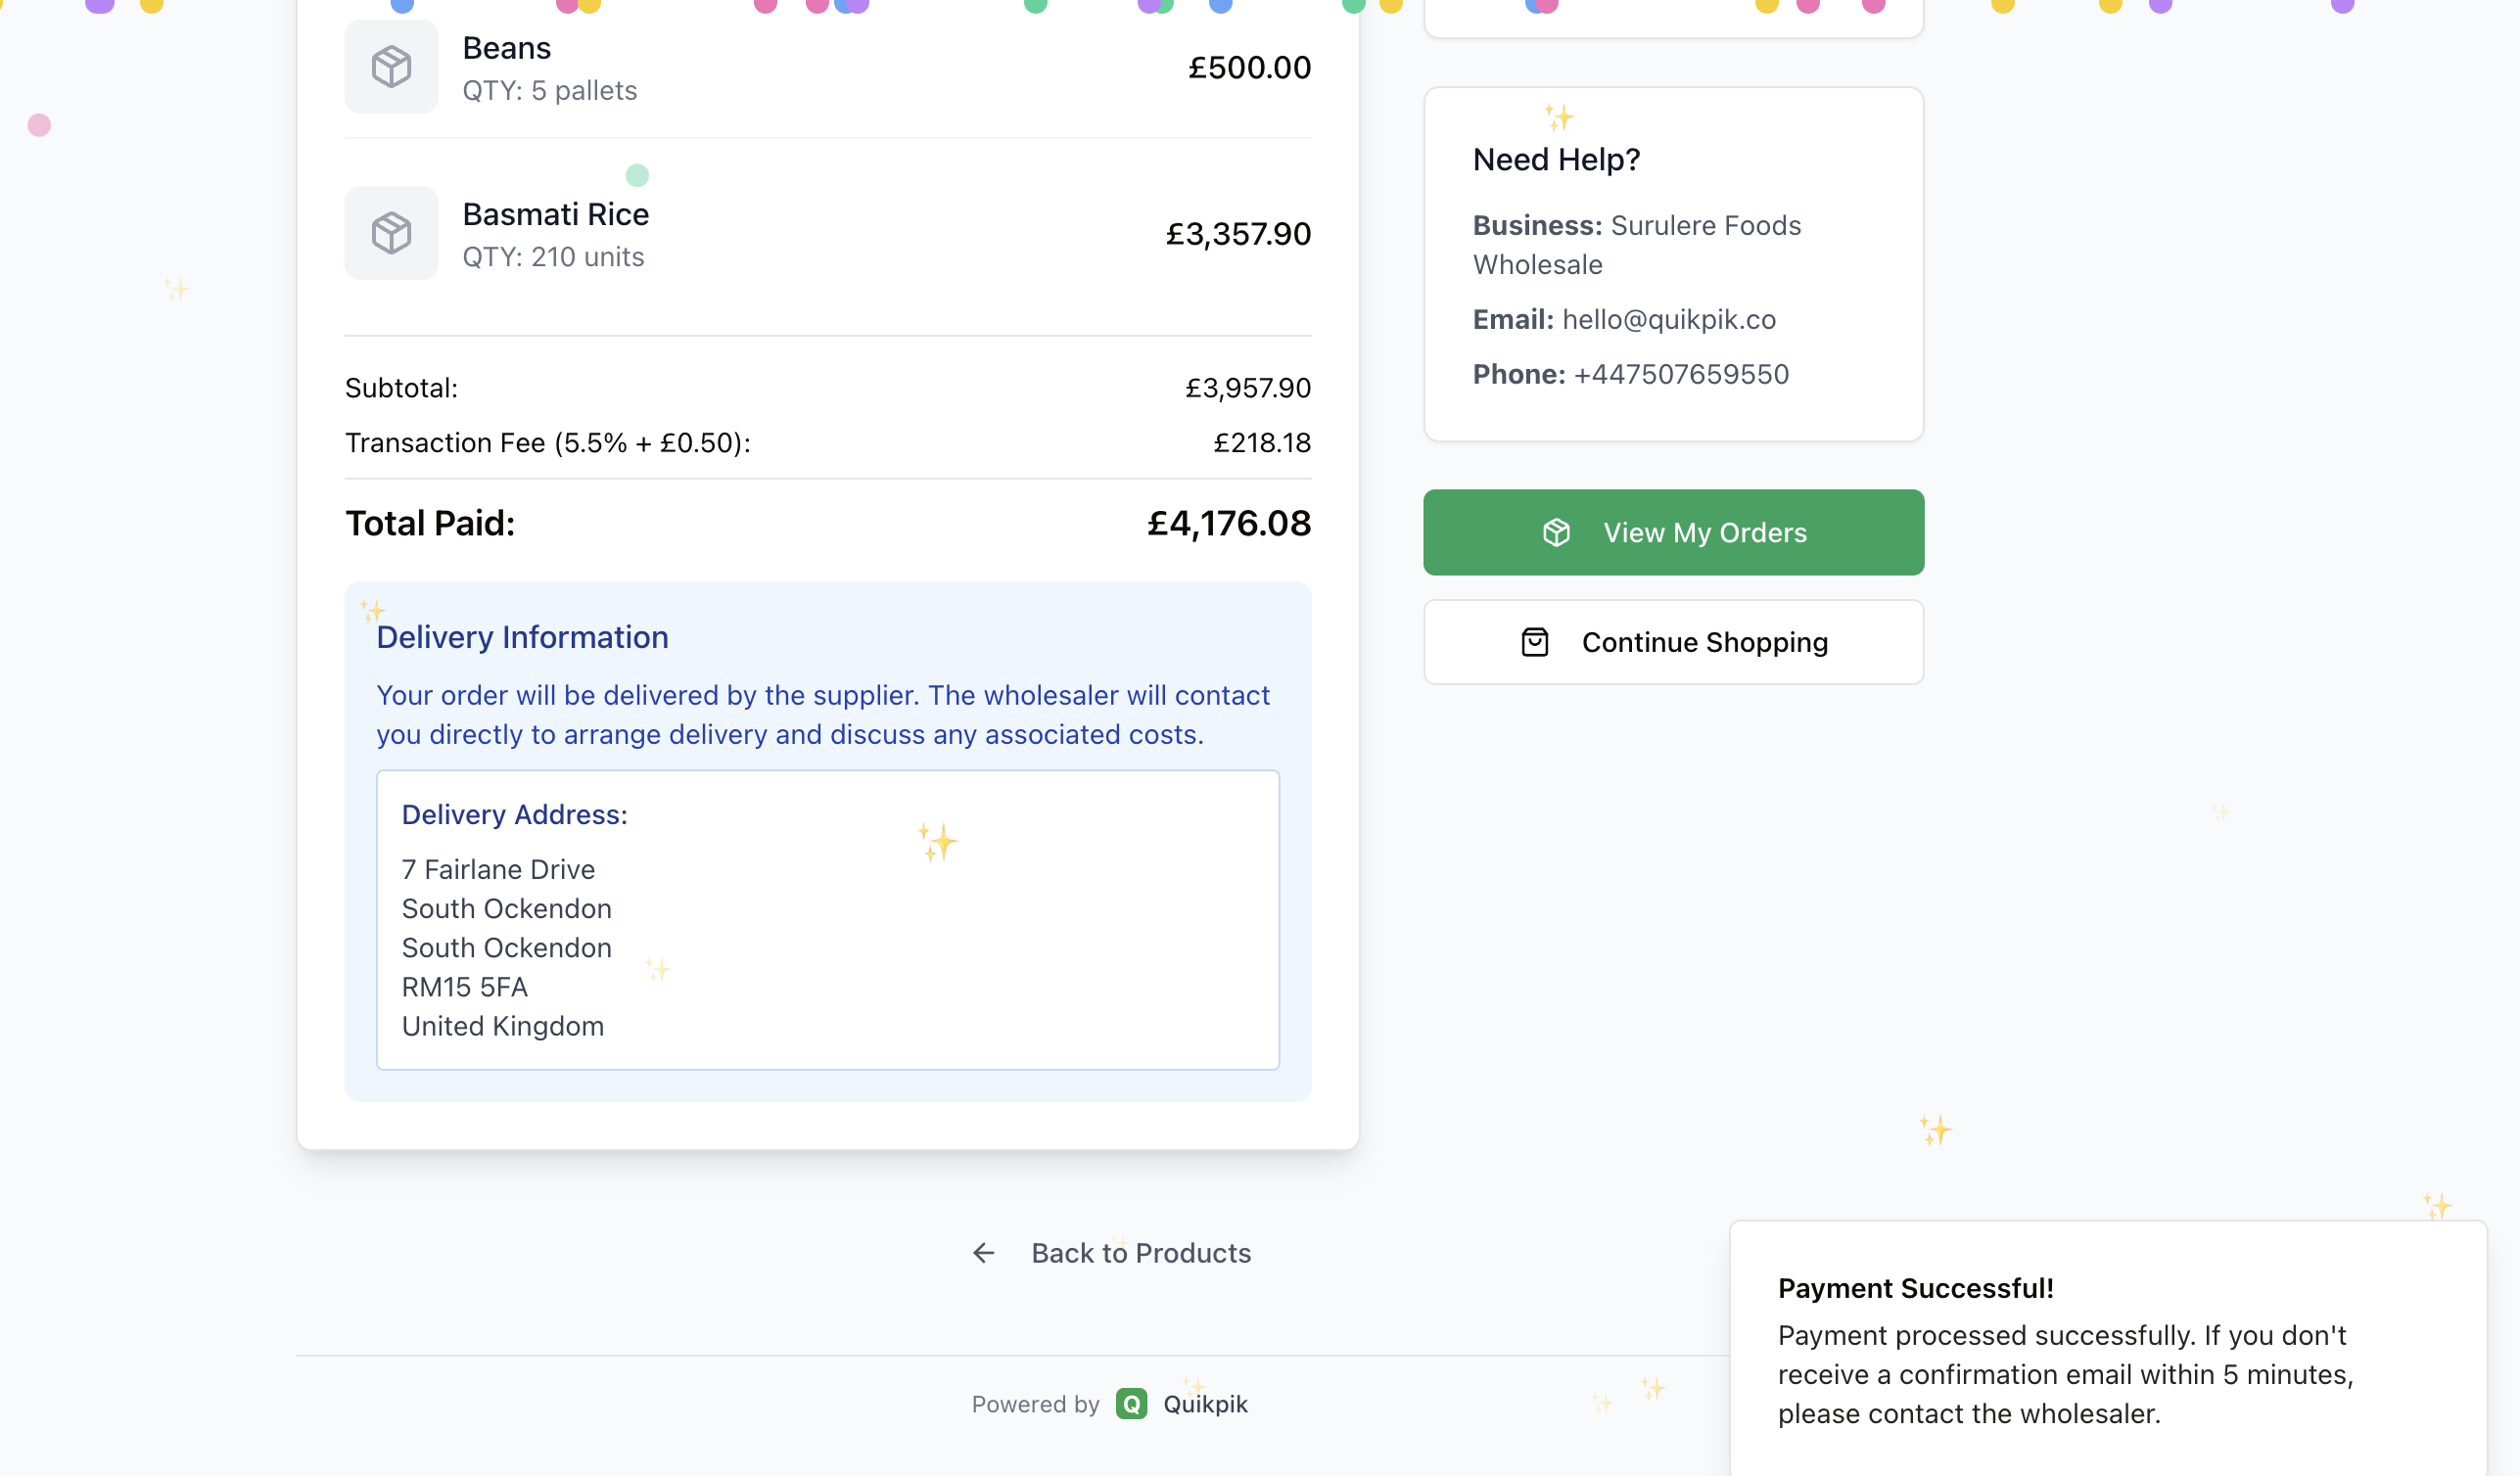 Beans
QTY: 5 pallets
£500.00
Basmati Rice
QTY: 210 units
£3,357.90
Subtotal:
£3,957.90
Transaction Fee (5.5% + £0.50):
£218.18
Total Paid:
£4,176.08
Delivery Information
Your order will be delivered by the supplier. The wholesaler will contact
you directly to arrange delivery and discuss any associated costs.
Delivery Address:
7 Fairlane Drive
South Ockendon
South Ockendon
RM15 5FA
United Kingdom
Need Help?
Business: Surulere Foods
Wholesale
Email: hello@quikpik.co
Phone: +447507659550
View My Orders
Continue Shopping
Back to Products
Powered by Q Quikpik
Payment Successful!
Payment processed successfully. If you don't
receive a confirmation email within 5 minutes,
please contact the wholesaler.